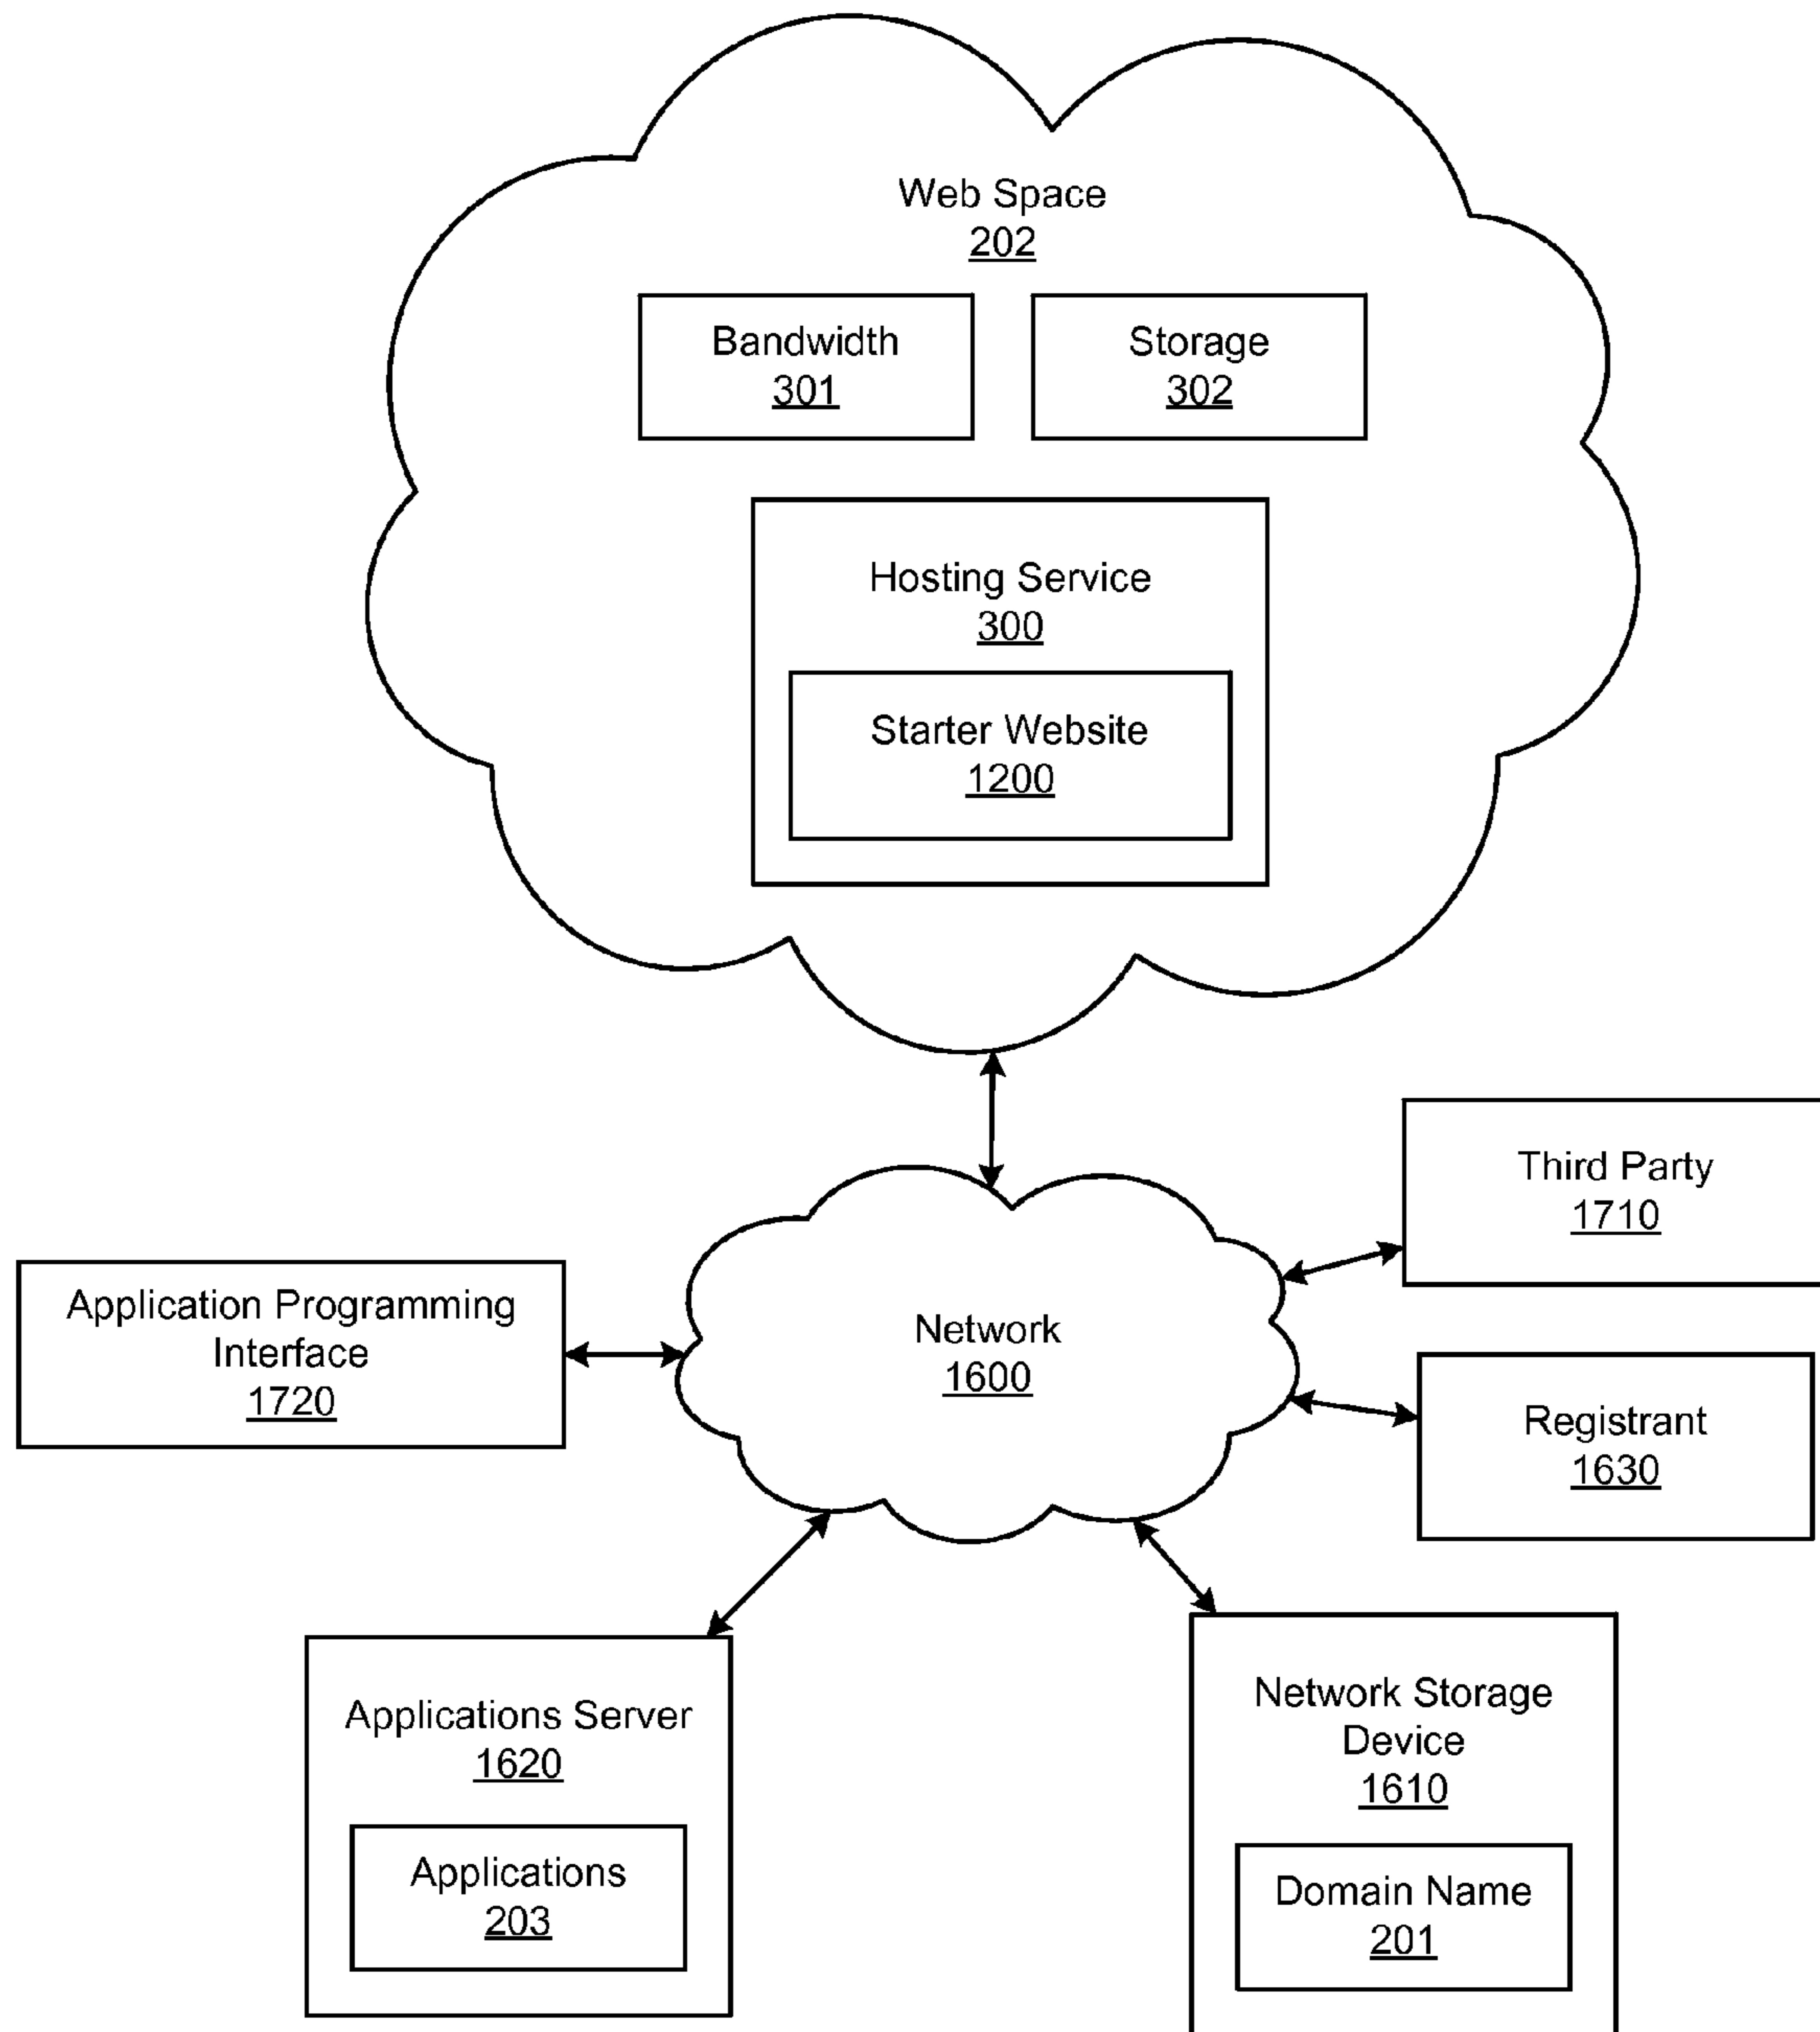 Web Space
202
Bandwidth
301
Storage
302
Hosting Service
300
Starter Website
1200
Third Party
1710
Application Programming
Interface
1720
Network
1600
Registrant
1630
Applications Server
1620
Applications
203
Network Storage
Device
1610
Domain Name
201